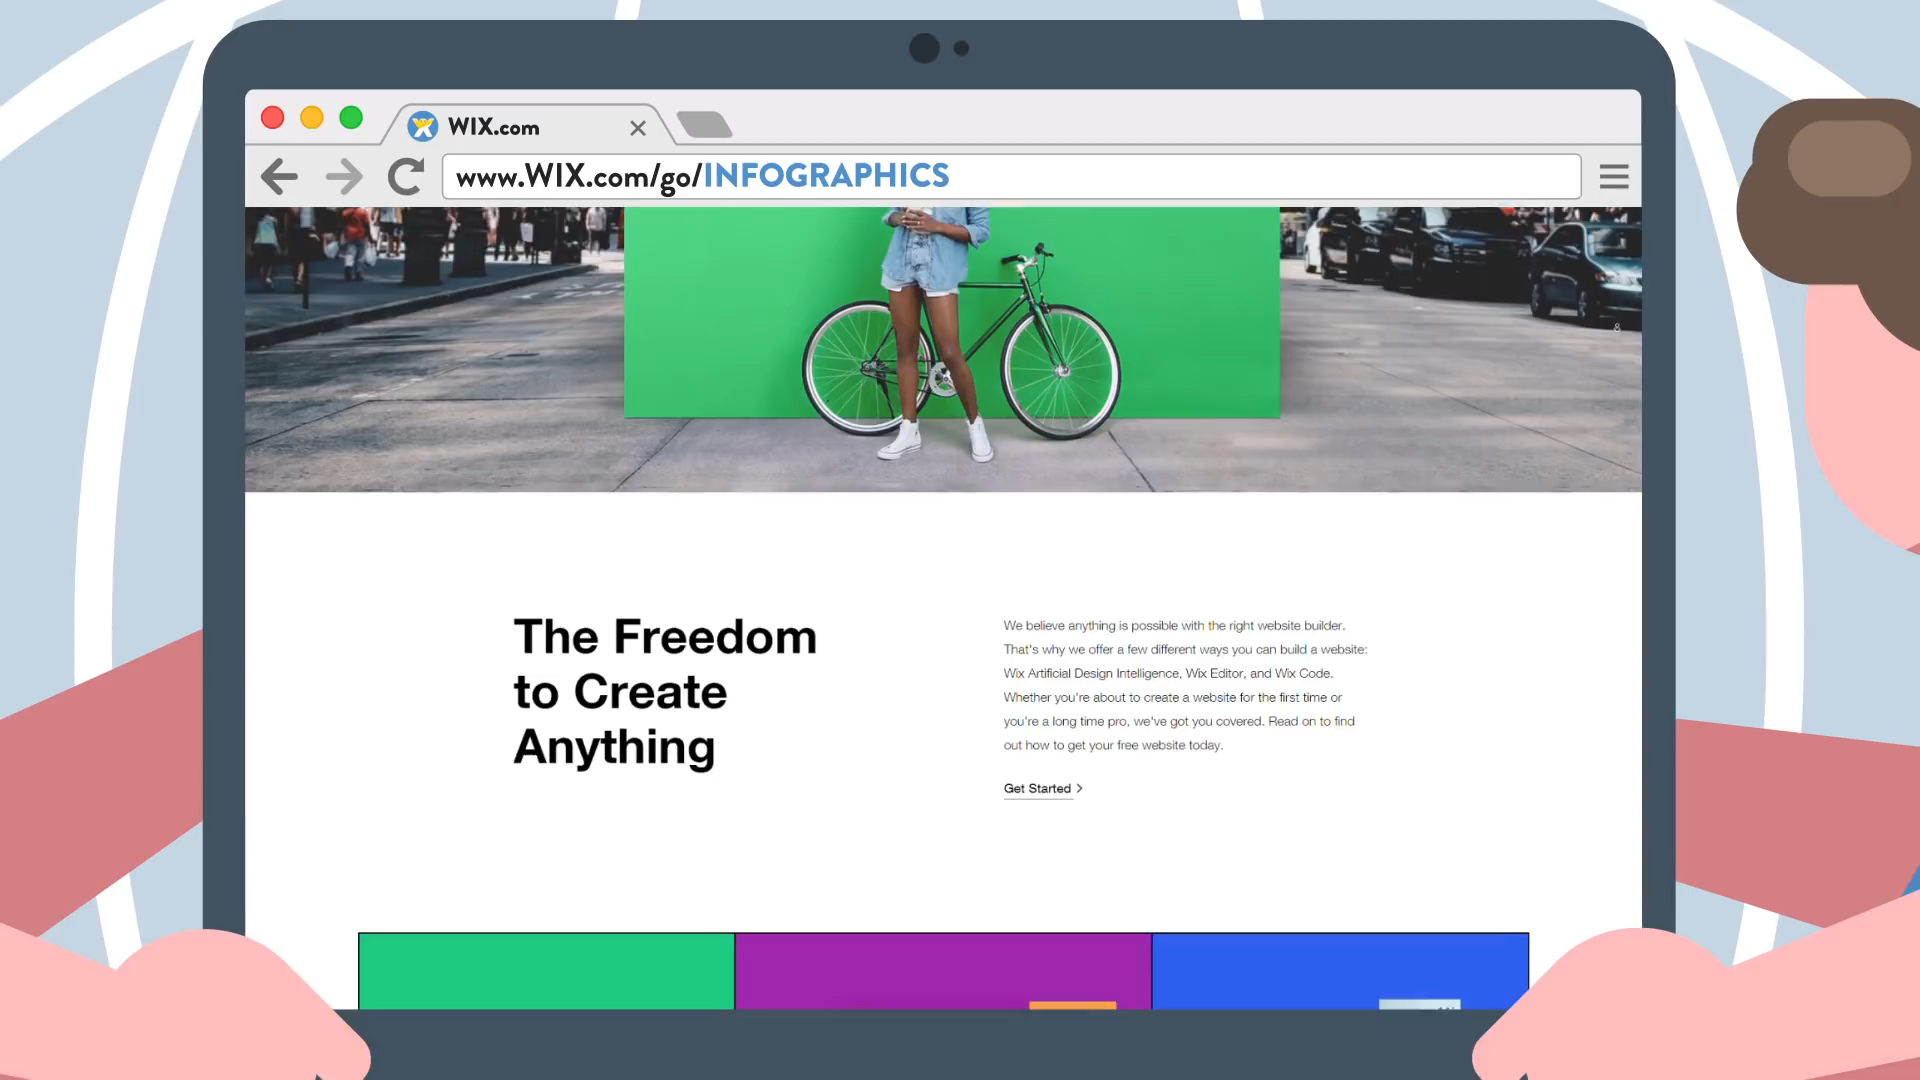 WIX.com
www.WIX.com/go/INFOGRAPHICS
The Freedom
to Create
Anything
We believe anything is possible with the right website builder.
That's why we offer a few different ways you can build a website:
Wix Artificial Design Intelligence, Wix Editor, and Wix Code.
Whether you're about to create a website for the first time or
you're a long time pro, we've got you covered. Read on to find
out how to get your free website today.
Get Started >